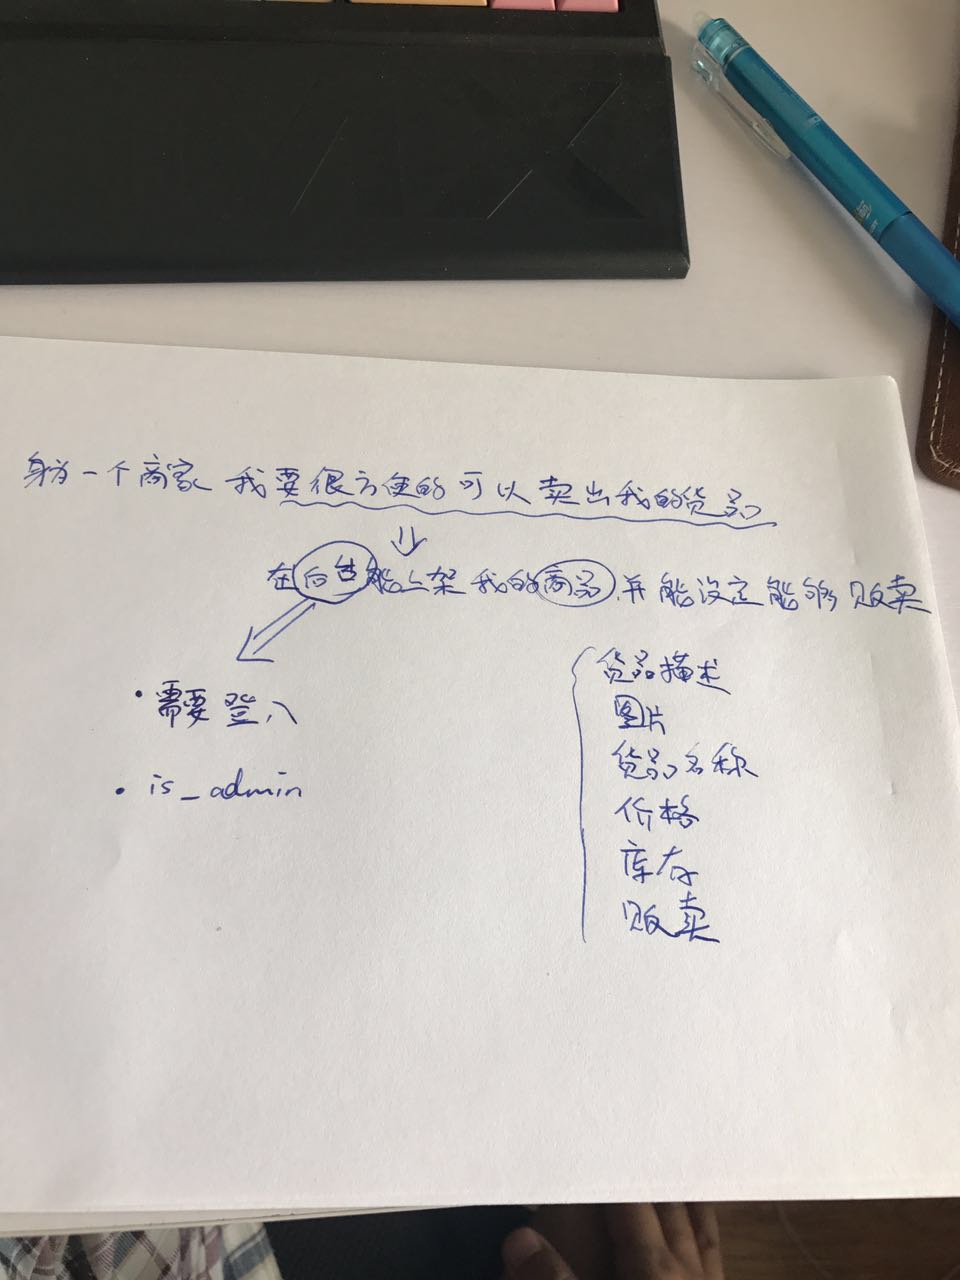 身为一个商家 我要很方便的可以卖出我的货品
在后台能上架 我的商品 并能设定能够贩卖
· 需要登入
· is_admin
货品描述
图片
货品名称
价格
库存
贩卖